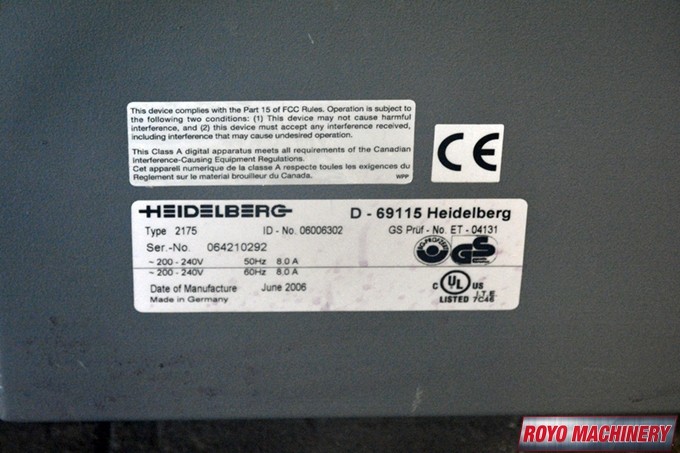 This device complies with the Part 15 of FCC Rules. Operation is subject to
the following two conditions: (1) This device may not cause harmful
interference, and (2) this device must accept any interference received,
including interference that may cause undesired operation.
This Class A digital apparatus meets all requirements of the Canadian
Interference-Causing Equipment Regulations.
Cet appareil numerique de la classe A respecte toutes les exigences du
Reglement sur le material brouilleur du Canada.
WPP
CE
HEIDELBERG D - 69115 Heidelberg
Type 2175 ID - No. 06006302 GS Prüf - No. ET - 04131
Ser.-No. 064210292
~ 200 - 240V 50Hz 8.0 A
~ 200 - 240V 60Hz 8.0 A
GS
Date of Manufacture June 2006
Made in Germany
C UL US
LISTED I.T.E. 7C46
ROYO MACHINERY